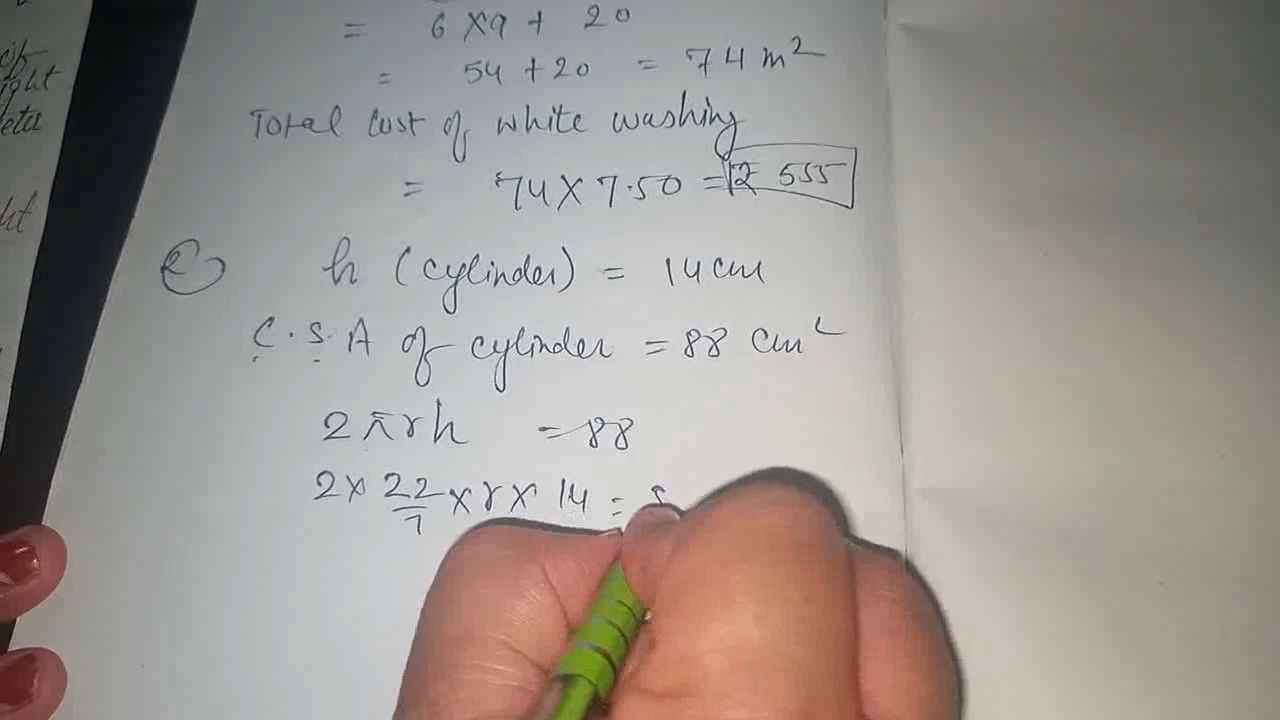 = 6 X 9 + 20
= 54 + 20 = 74 m²
Total Cost of white washing
= 74 X 7.50 = ₹ 555
h (cylinder) = 14 cm
C.S.A of cylinder = 88 cm²
2πrh = 88
2 × 22/7 × r × 14 =
ight